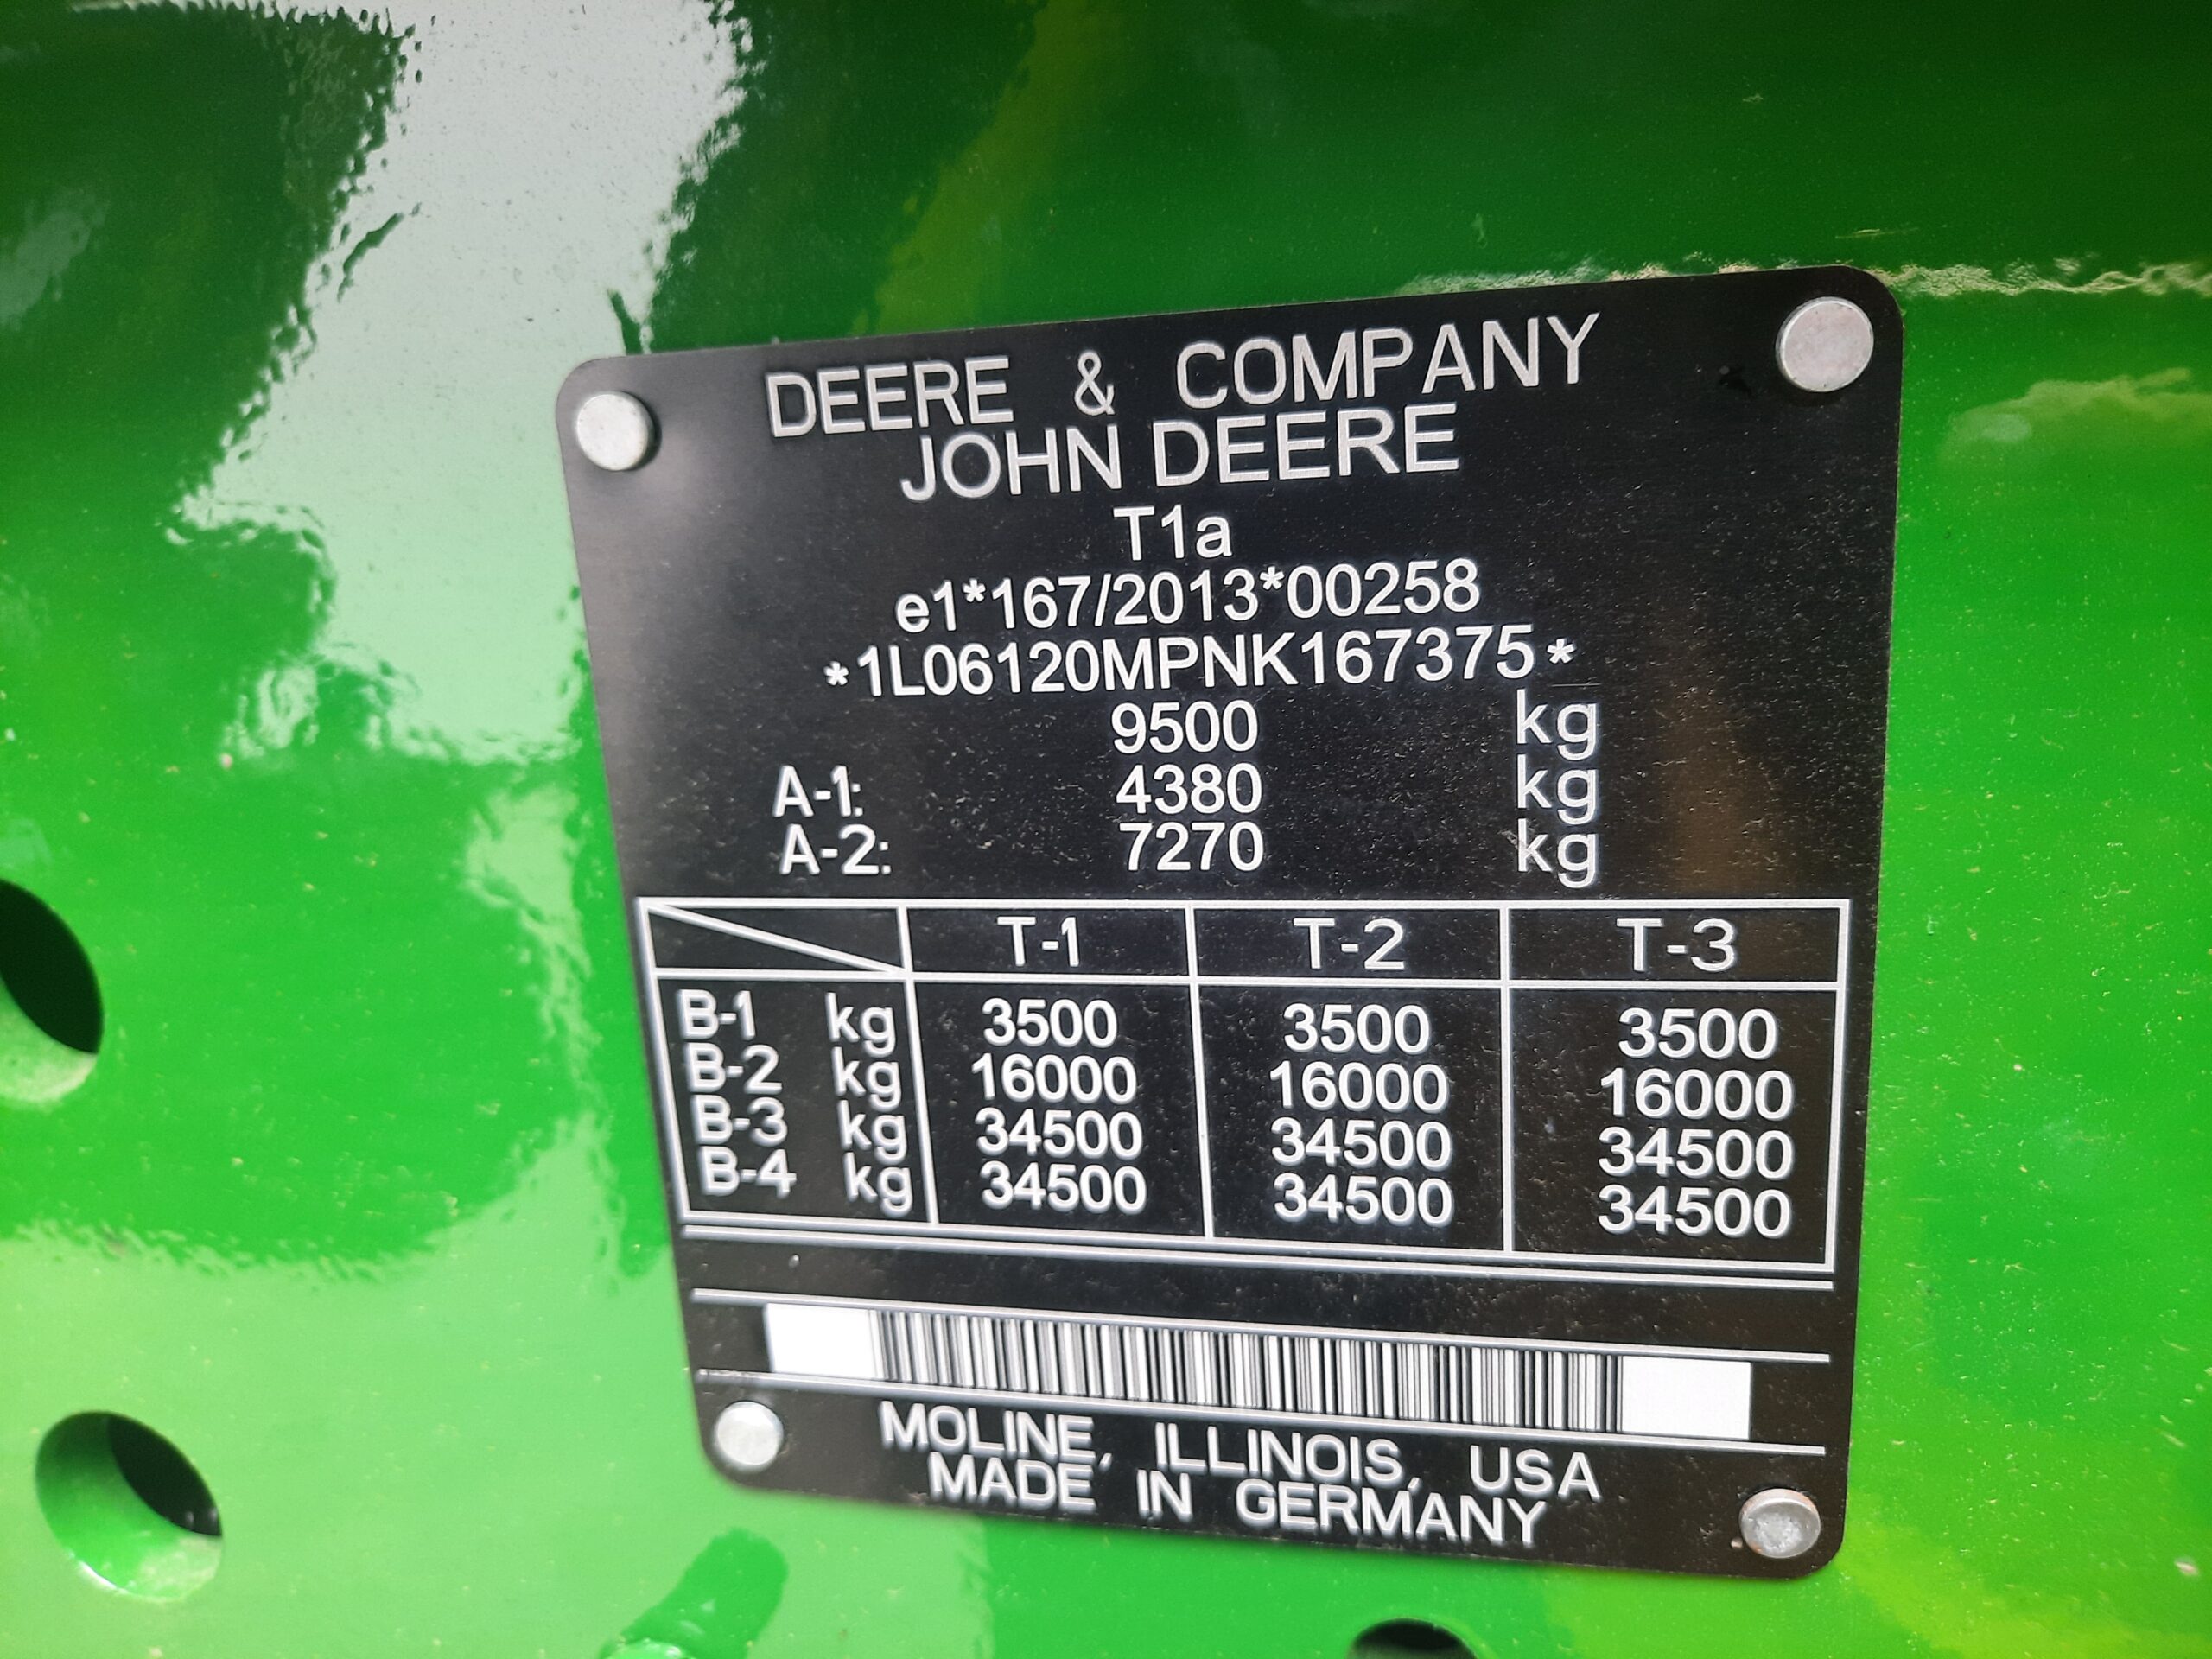 DEERE & COMPANY
JOHN DEERE
T1a
e1*167/2013*00258
*1L06120MPNK167375*
9500 kg
A-1: 4380 kg
A-2: 7270 kg
T-1 T-2 T-3
B-1 kg 3500 3500 3500
B-2 kg 16000 16000 16000
B-3 kg 34500 34500 34500
B-4 kg 34500 34500 34500
MOLINE, ILLINOIS, USA
MADE IN GERMANY